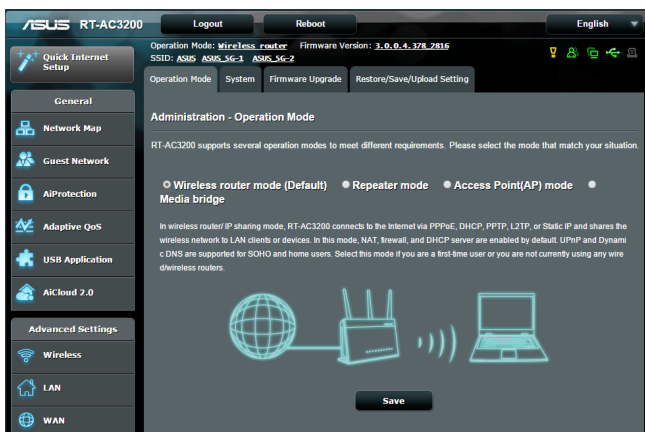 ASUS RT-AC3200
Logout
Reboot
English
Quick Internet
Setup
Operation Mode: Wireless router Firmware Version: 3.0.0.4.378_2816
SSID: ASUS ASUS_5G-1 ASUS_5G-2
Operation Mode
System
Firmware Upgrade
Restore/Save/Upload Setting
General
Network Map
Guest Network
AiProtection
Adaptive QoS
USB Application
AiCloud 2.0
Advanced Settings
Wireless
LAN
WAN
Administration - Operation Mode
RT-AC3200 supports several operation modes to meet different requirements. Please select the mode that match your situation.
Wireless router mode (Default) Repeater mode Access Point(AP) mode
Media bridge
In wireless router/ IP sharing mode, RT-AC3200 connects to the Internet via PPPoE, DHCP, PPTP, L2TP, or Static IP and shares the
wireless network to LAN clients or devices. In this mode, NAT, firewall, and DHCP server are enabled by default. UPnP and Dynami
c DNS are supported for SOHO and home users. Select this mode if you are a first-time user or you are not currently using any wire
d/wireless routers.
Save